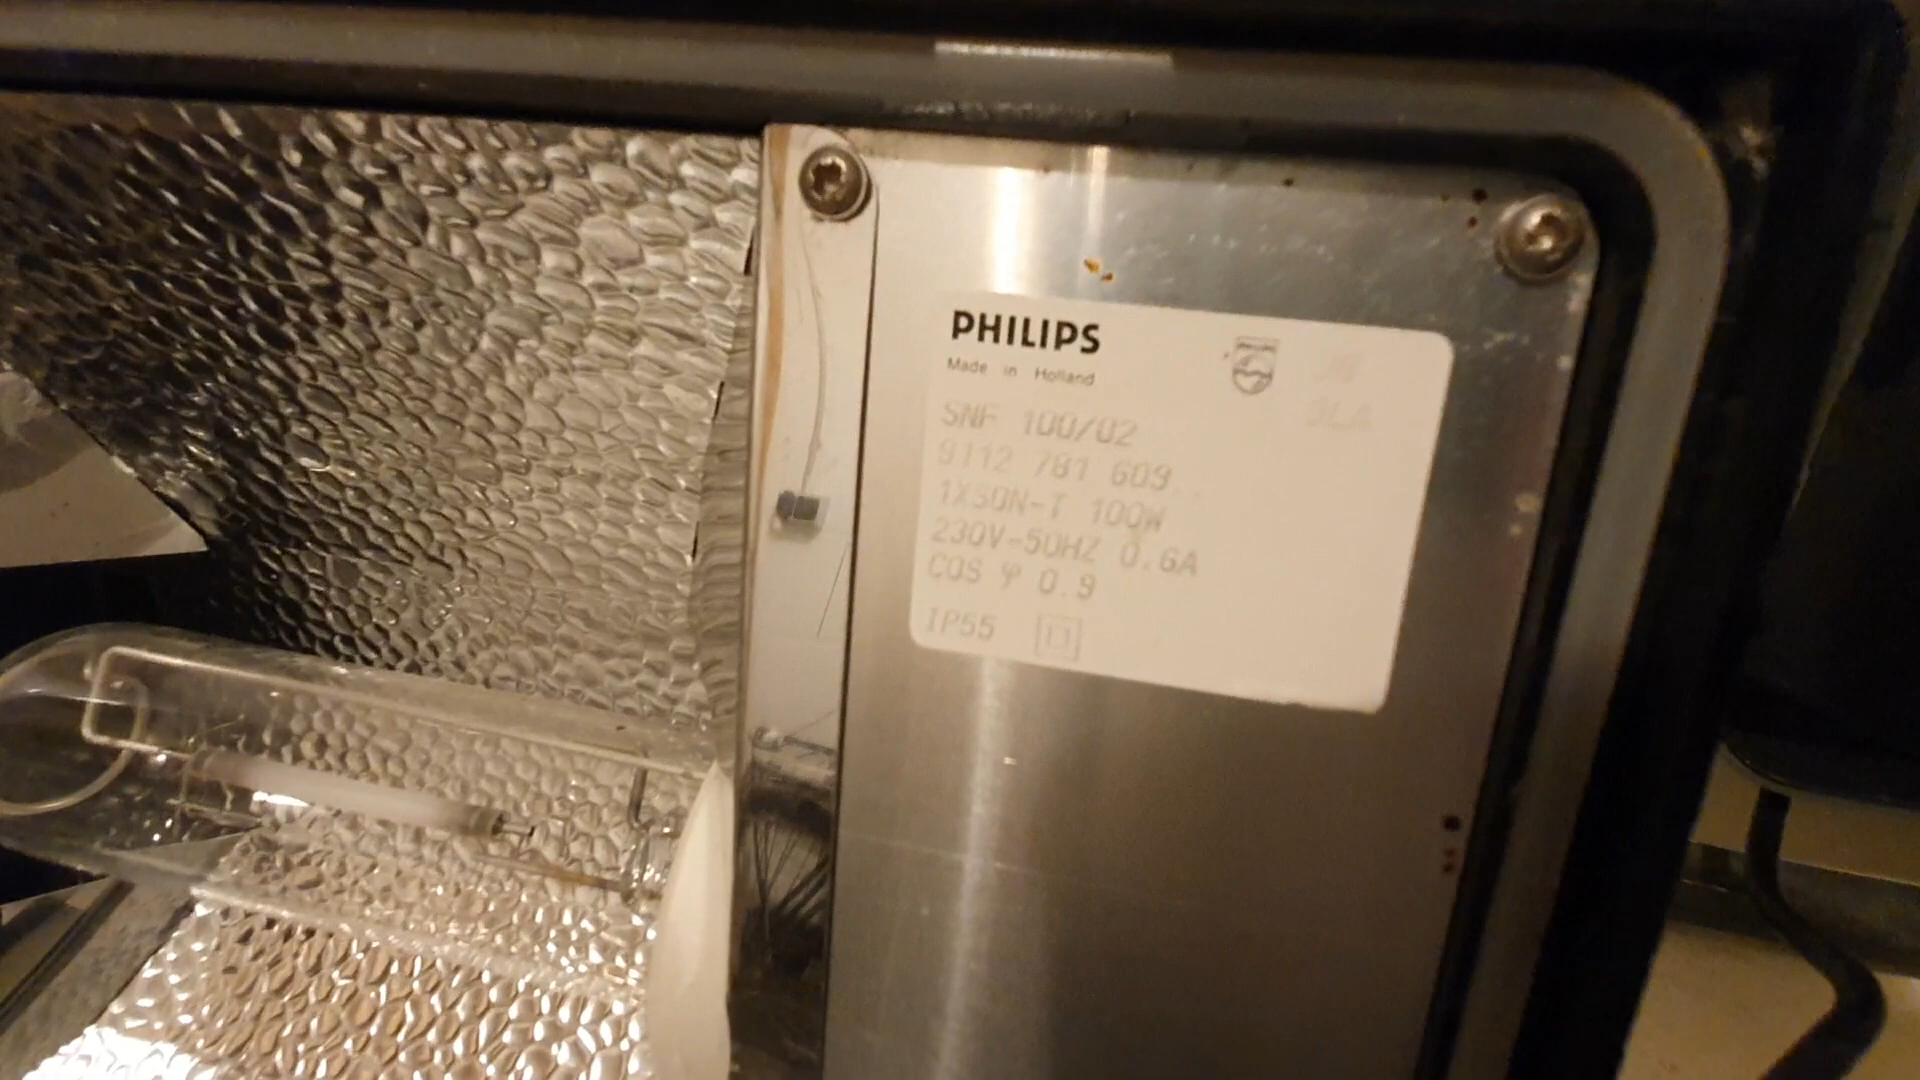 PHILIPS
Made in Holland
SNF 100/02
9112 781 609
1XSON-T 100W
230V-50HZ 0.6A
COS φ 0.9
IP55